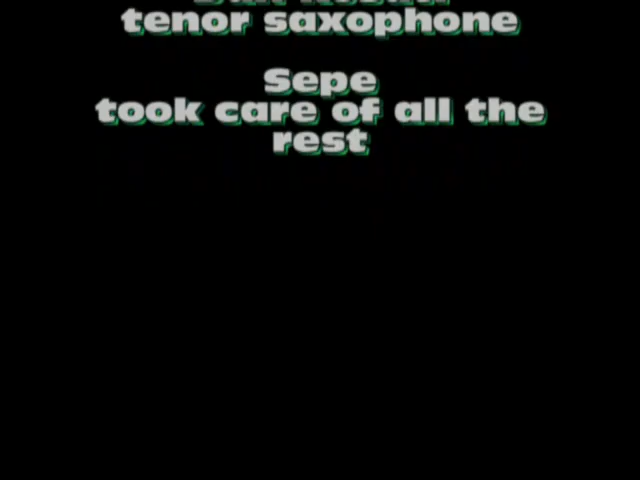 tenor saxophone
Sepe
took care of all the
rest